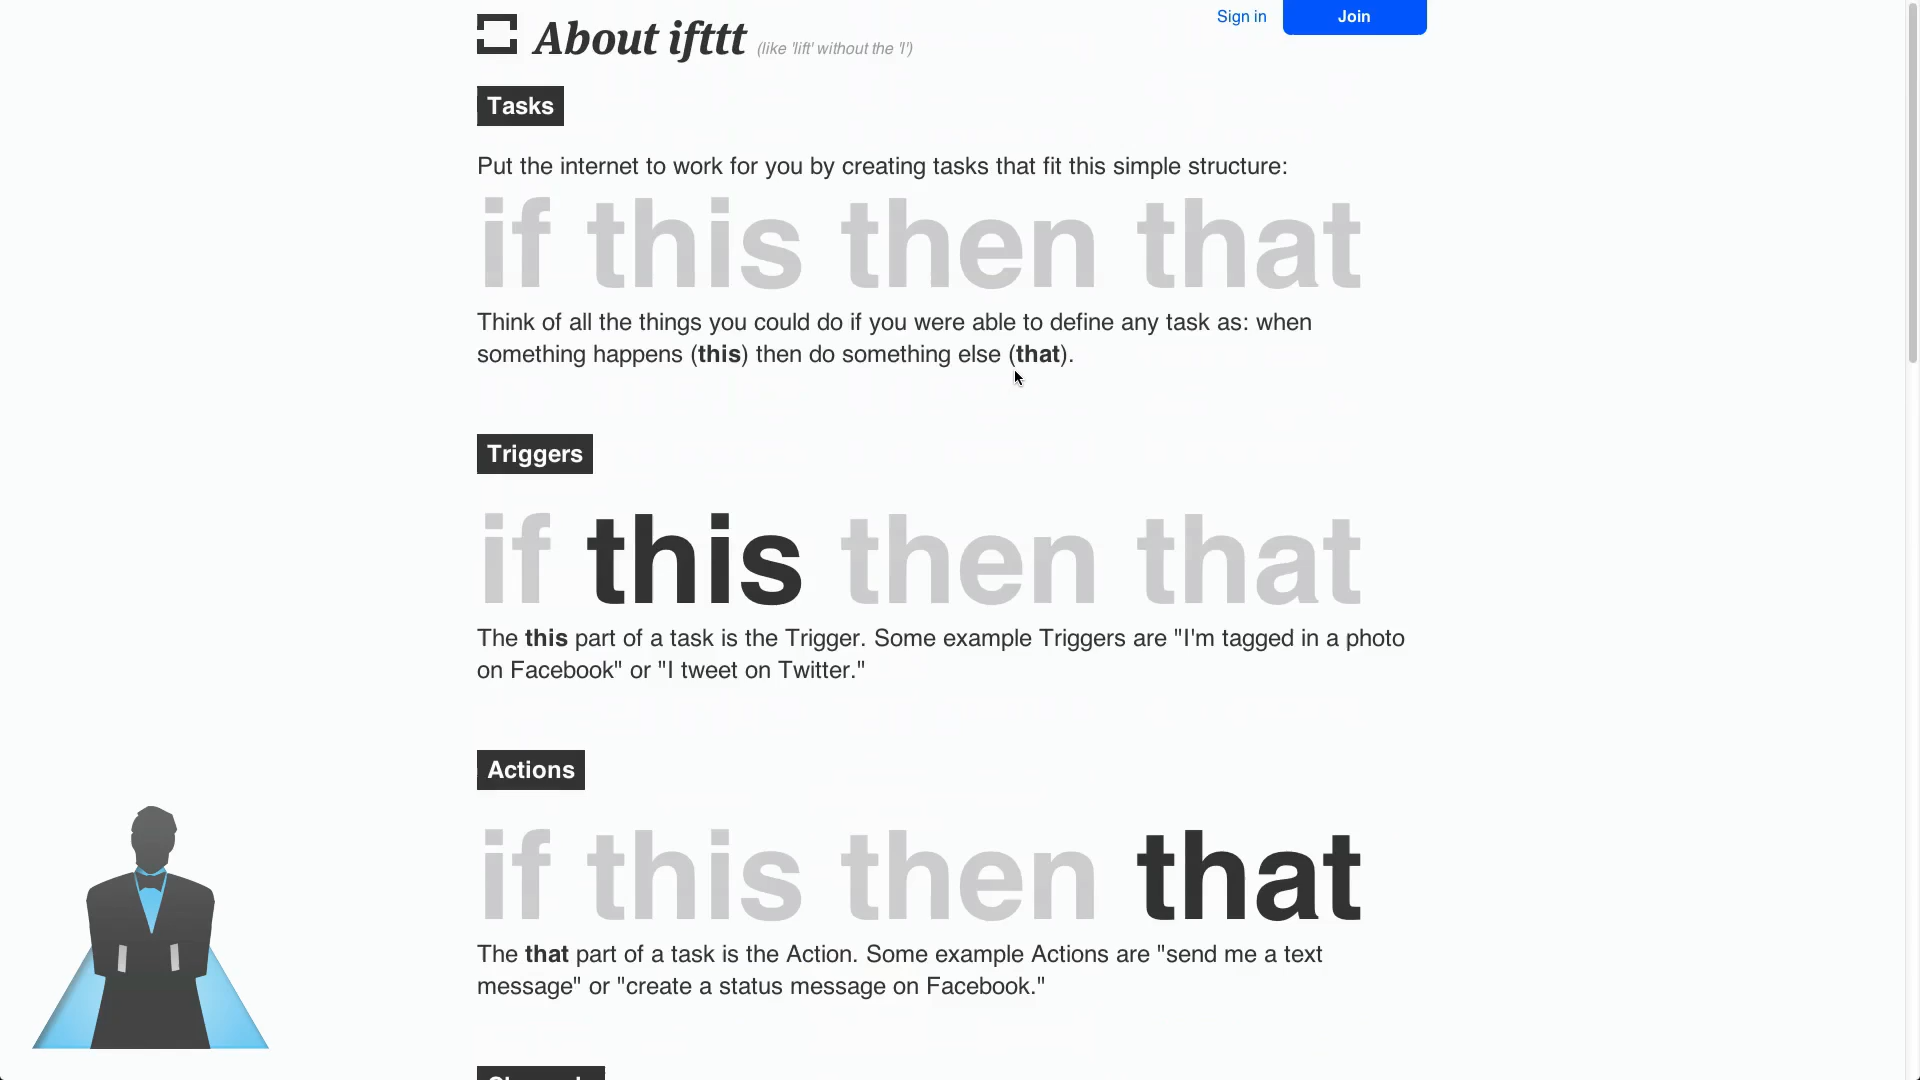 About ifttt (like 'lift' without the 'l')
Sign in
Join
Tasks
Put the internet to work for you by creating tasks that fit this simple structure:
if this then that
Think of all the things you could do if you were able to define any task as: when
something happens (this) then do something else (that).
Triggers
if this then that
The this part of a task is the Trigger. Some example Triggers are "I'm tagged in a photo
on Facebook" or "I tweet on Twitter."
Actions
if this then that
The that part of a task is the Action. Some example Actions are "send me a text
message" or "create a status message on Facebook."